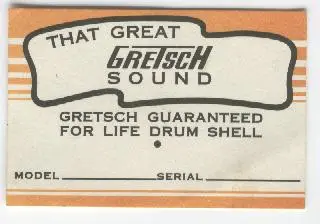 THAT GREAT
GRETSCH
SOUND
GRETSCH GUARANTEED
FOR LIFE DRUM SHELL
MODEL SERIAL